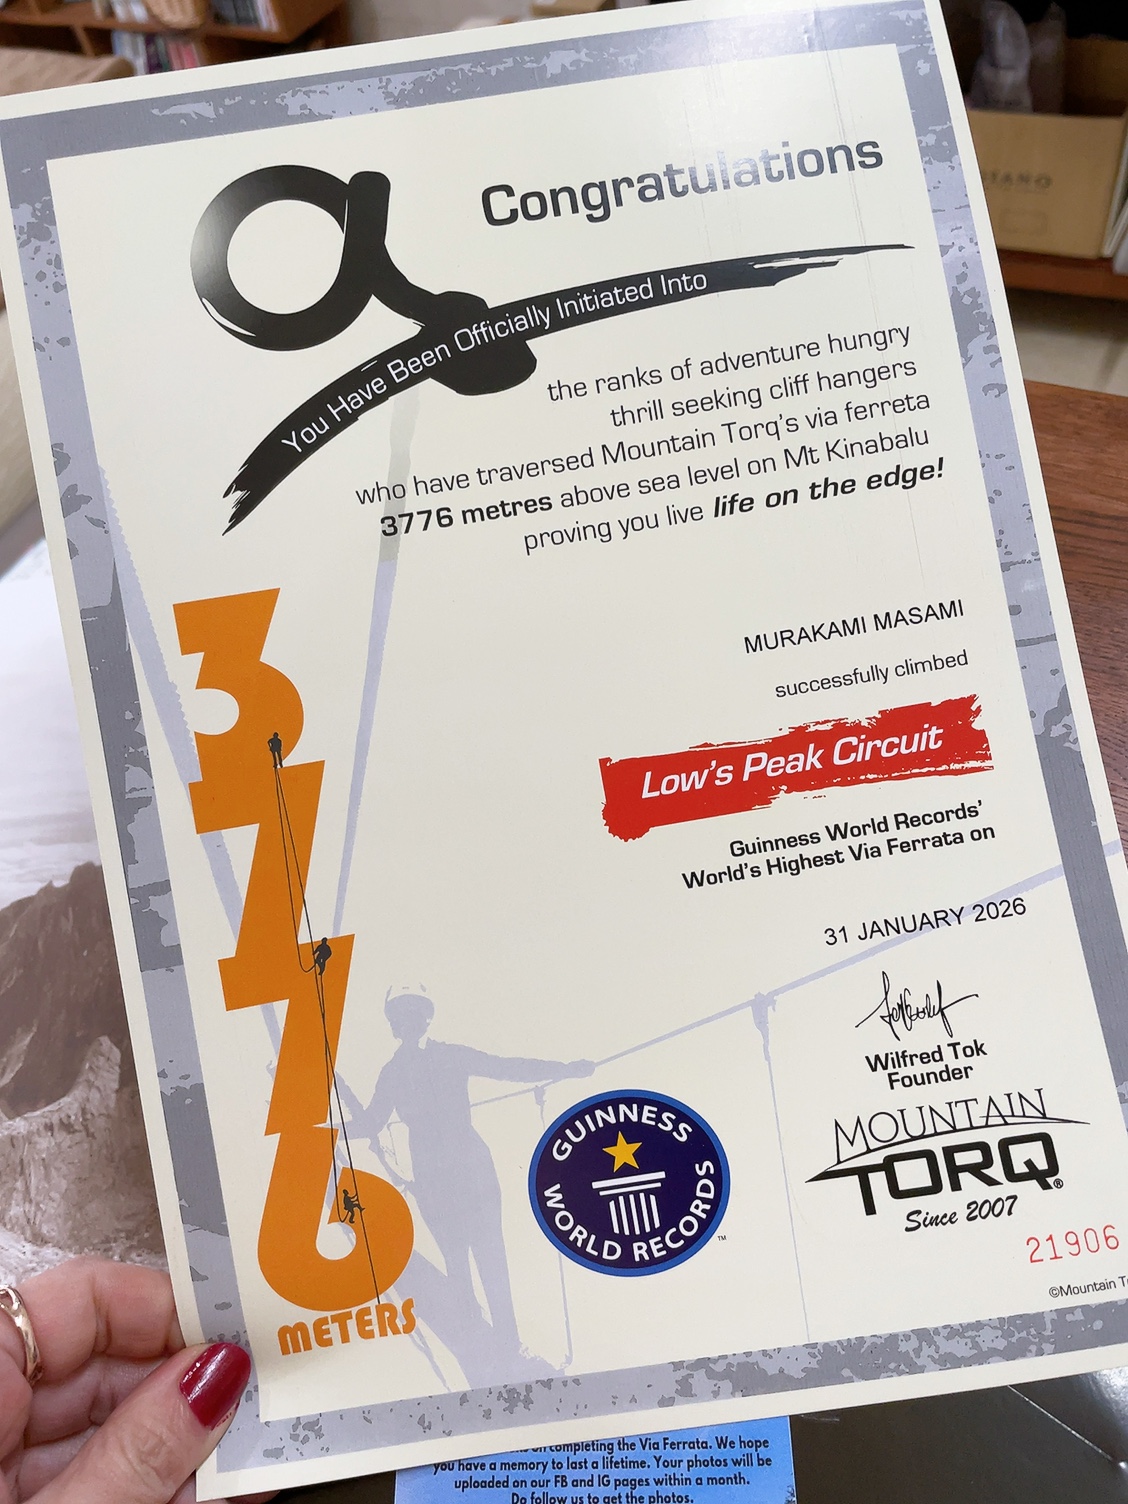 Congratulations
You Have Been Officially Initiated Into
the ranks of adventure hungry
thrill seeking cliff hangers
who have traversed Mountain Torq's via ferreta
3776 metres above sea level on Mt Kinabalu
proving you live life on the edge!
3776
METERS
MURAKAMI MASAMI
successfully climbed
Low's Peak Circuit
Guinness World Records'
World's Highest Via Ferrata on
31 JANUARY 2026
Wilfred Tok
Founder
GUINNESS
WORLD RECORDS
TM
MOUNTAIN
TORQ®
Since 2007
21906
©Mountain
completing the Via Ferrata. We hope
you have a memory to last a lifetime. Your photos will be
uploaded on our FB and IG pages within a month.
Do follow us to get the photos.